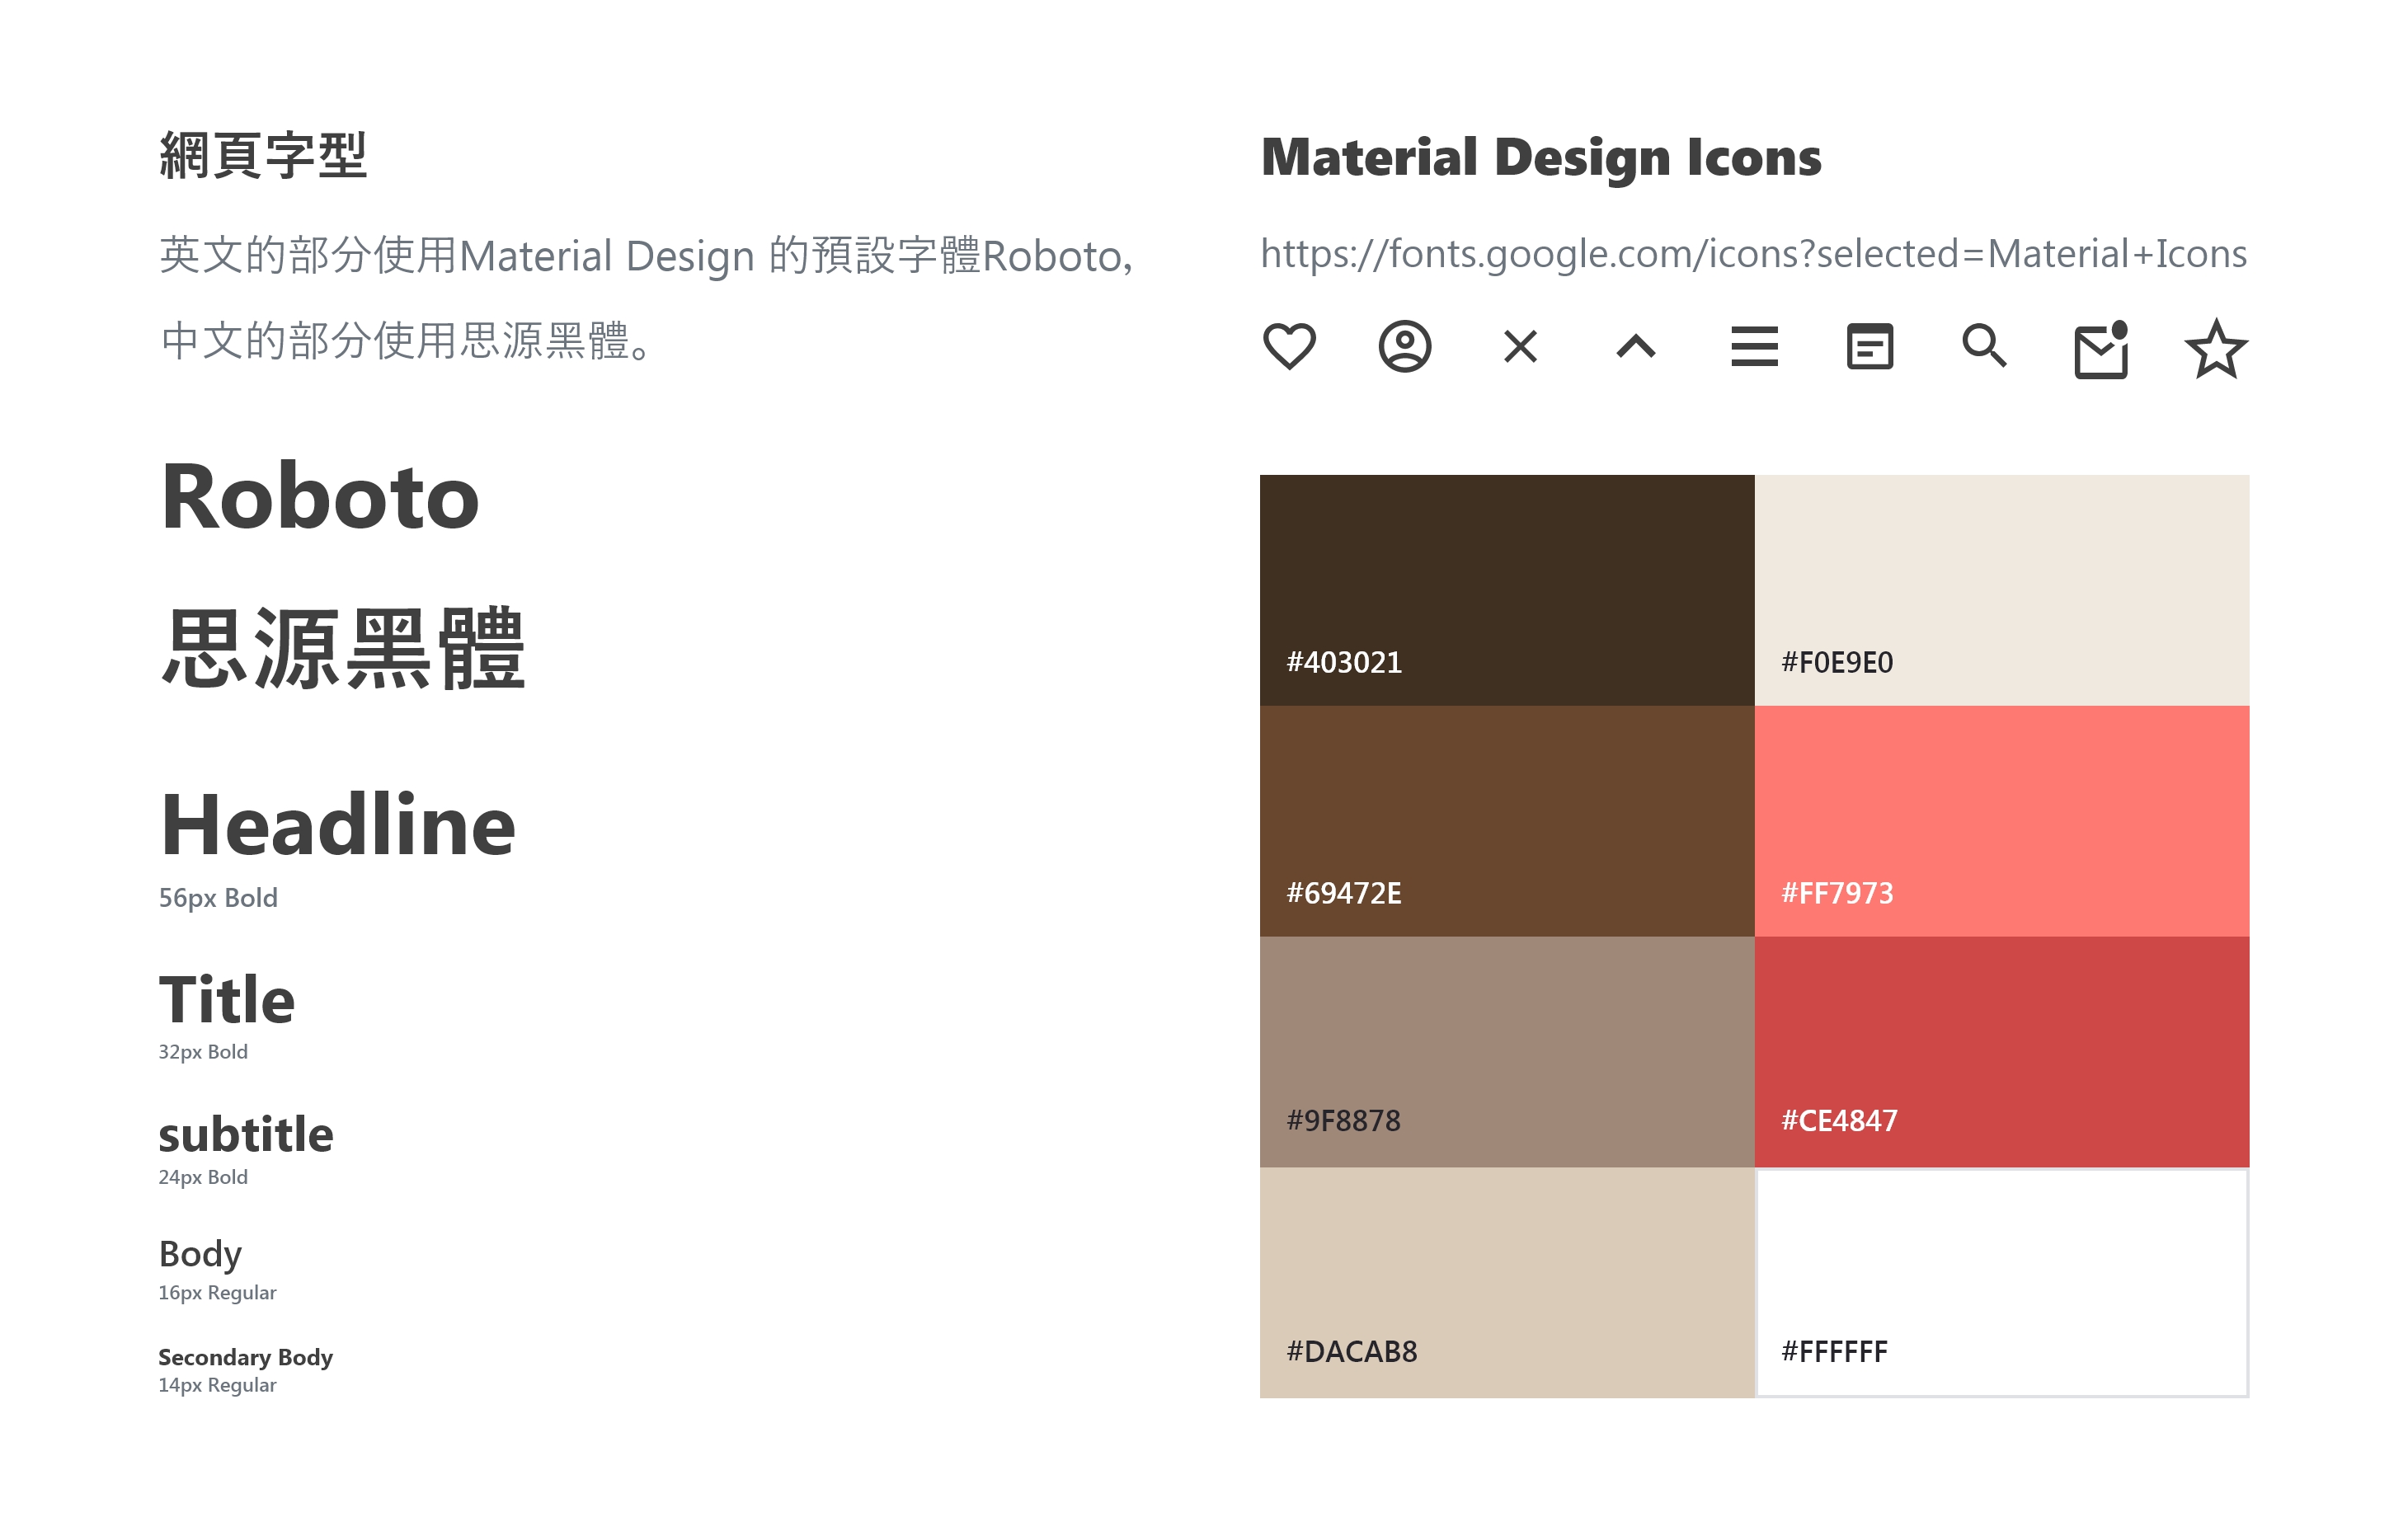 網頁字型
英文的部分使用Material Design 的預設字體Roboto,
中文的部分使用思源黑體。
Roboto
思源黑體
Headline
56px Bold
Title
32px Bold
subtitle
24px Bold
Body
16px Regular
Secondary Body
14px Regular
Material Design Icons
https://fonts.google.com/icons?selected=Material+Icons
#403021
#F0E9E0
#69472E
#FF7973
#9F8878
#CE4847
#DACAB8
#FFFFFF